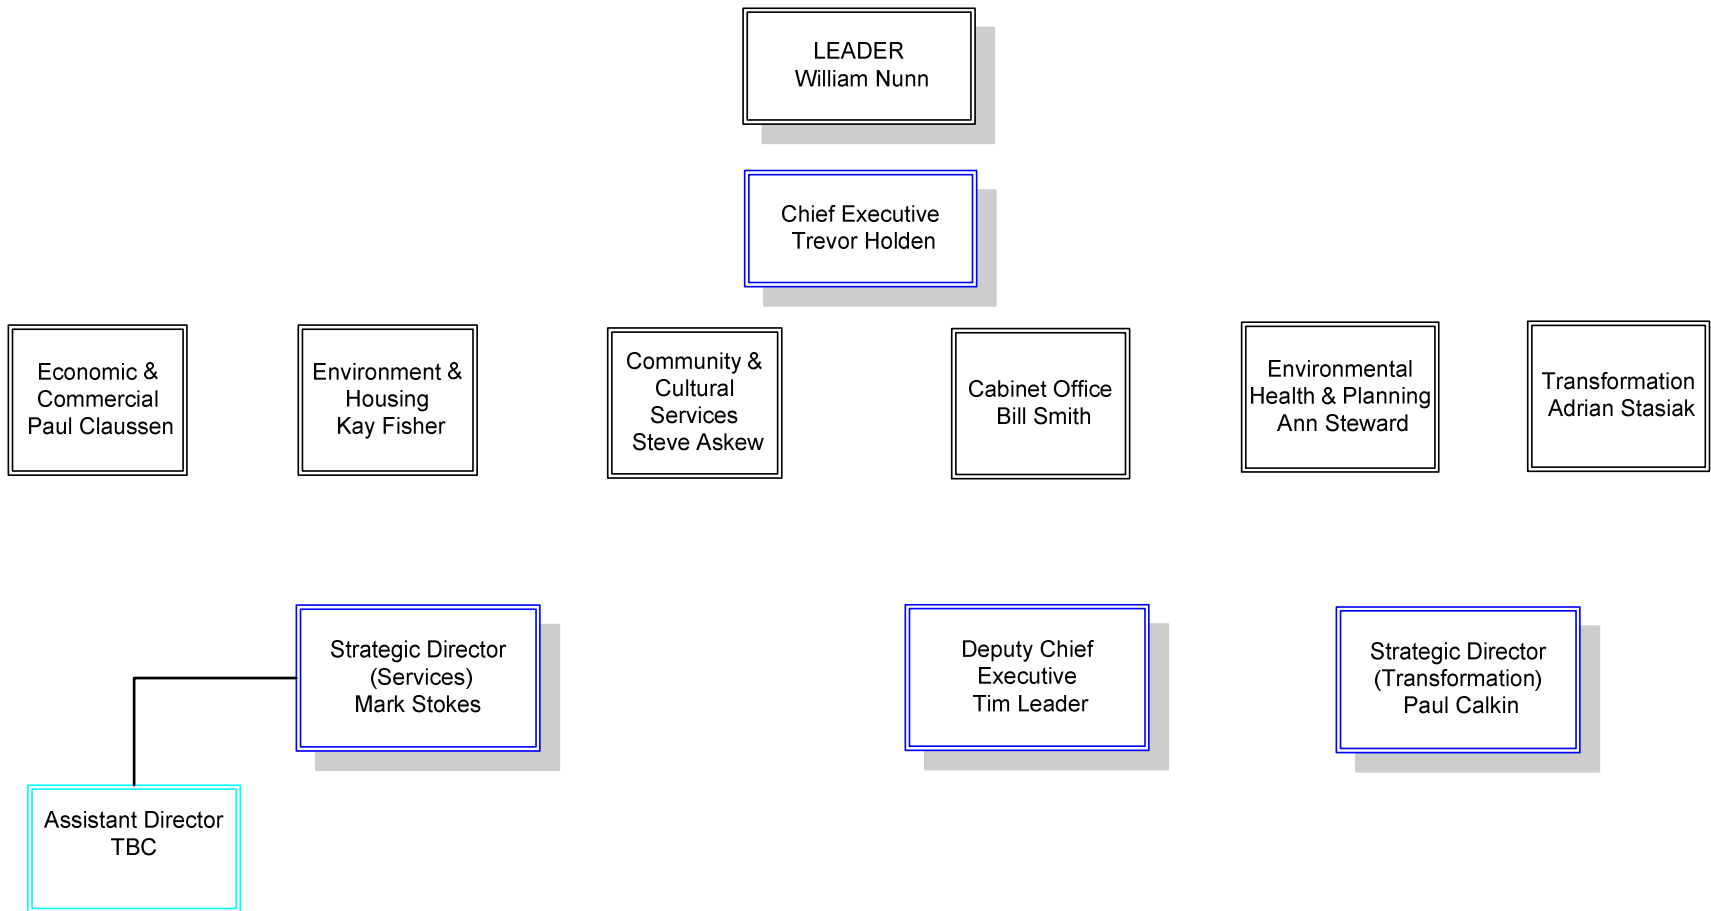 LEADER
William Nunn
Chief Executive
Trevor Holden
Economic &
Commercial
Paul Claussen
Environment &
Housing
Kay Fisher
Community &
Cultural
Services
Steve Askew
Cabinet Office
Bill Smith
Environmental
Health & Planning
Ann Steward
Transformation
Adrian Stasiak
Strategic Director
(Services)
Mark Stokes
Deputy Chief
Executive
Tim Leader
Strategic Director
(Transformation)
Paul Calkin
Assistant Director
TBC